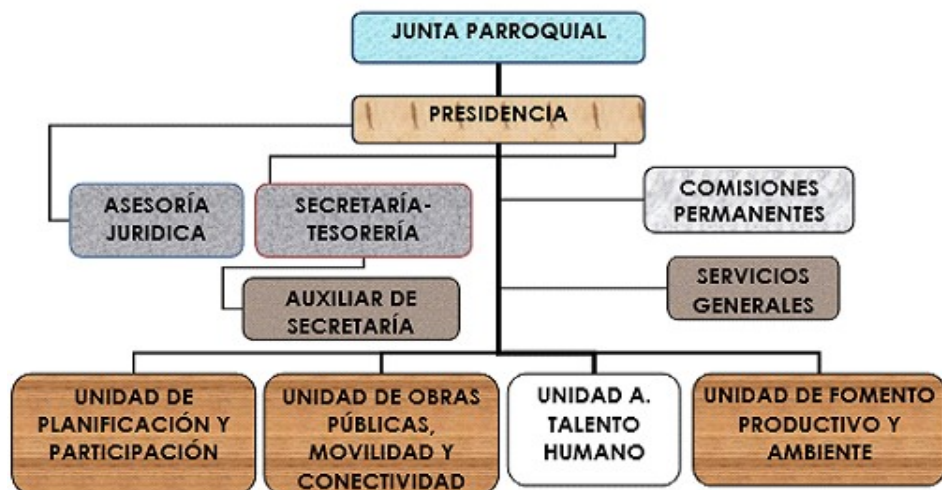 JUNTA PARROQUIAL
PRESIDENCIA
ASESORÍA
JURIDICA
SECRETARÍA-
TESORERÍA
COMISIONES
PERMANENTES
AUXILIAR DE
SECRETARÍA
SERVICIOS
GENERALES
UNIDAD DE
PLANIFICACIÓN Y
PARTICIPACIÓN
UNIDAD DE OBRAS
PÚBLICAS,
MOVILIDAD Y
CONECTIVIDAD
UNIDAD A.
TALENTO
HUMANO
UNIDAD DE FOMENTO
PRODUCTIVO Y
AMBIENTE